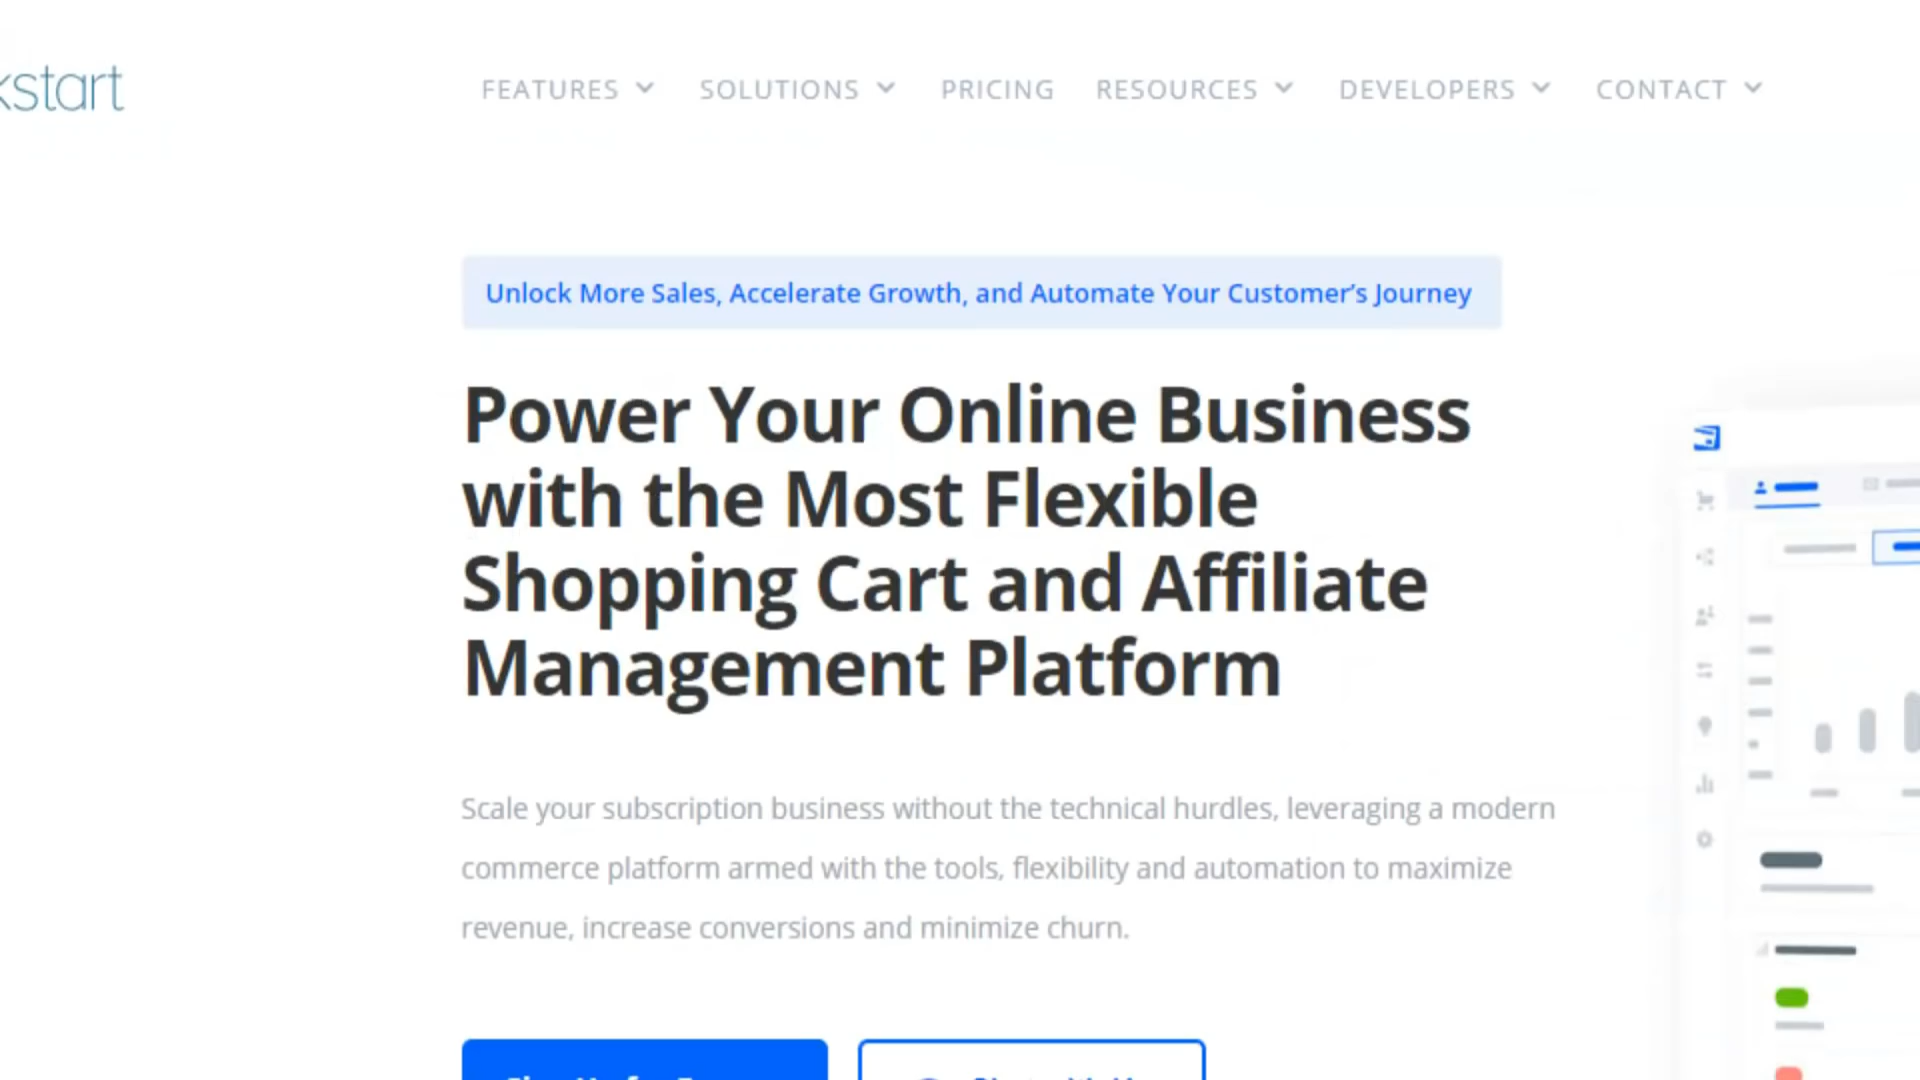 kstart
FEATURES SOLUTIONS PRICING RESOURCES DEVELOPERS CONTACT
Unlock More Sales, Accelerate Growth, and Automate Your Customer's Journey
Power Your Online Business
with the Most Flexible
Shopping Cart and Affiliate
Management Platform
Scale your subscription business without the technical hurdles, leveraging a modern
commerce platform armed with the tools, flexibility and automation to maximize
revenue, increase conversions and minimize churn.